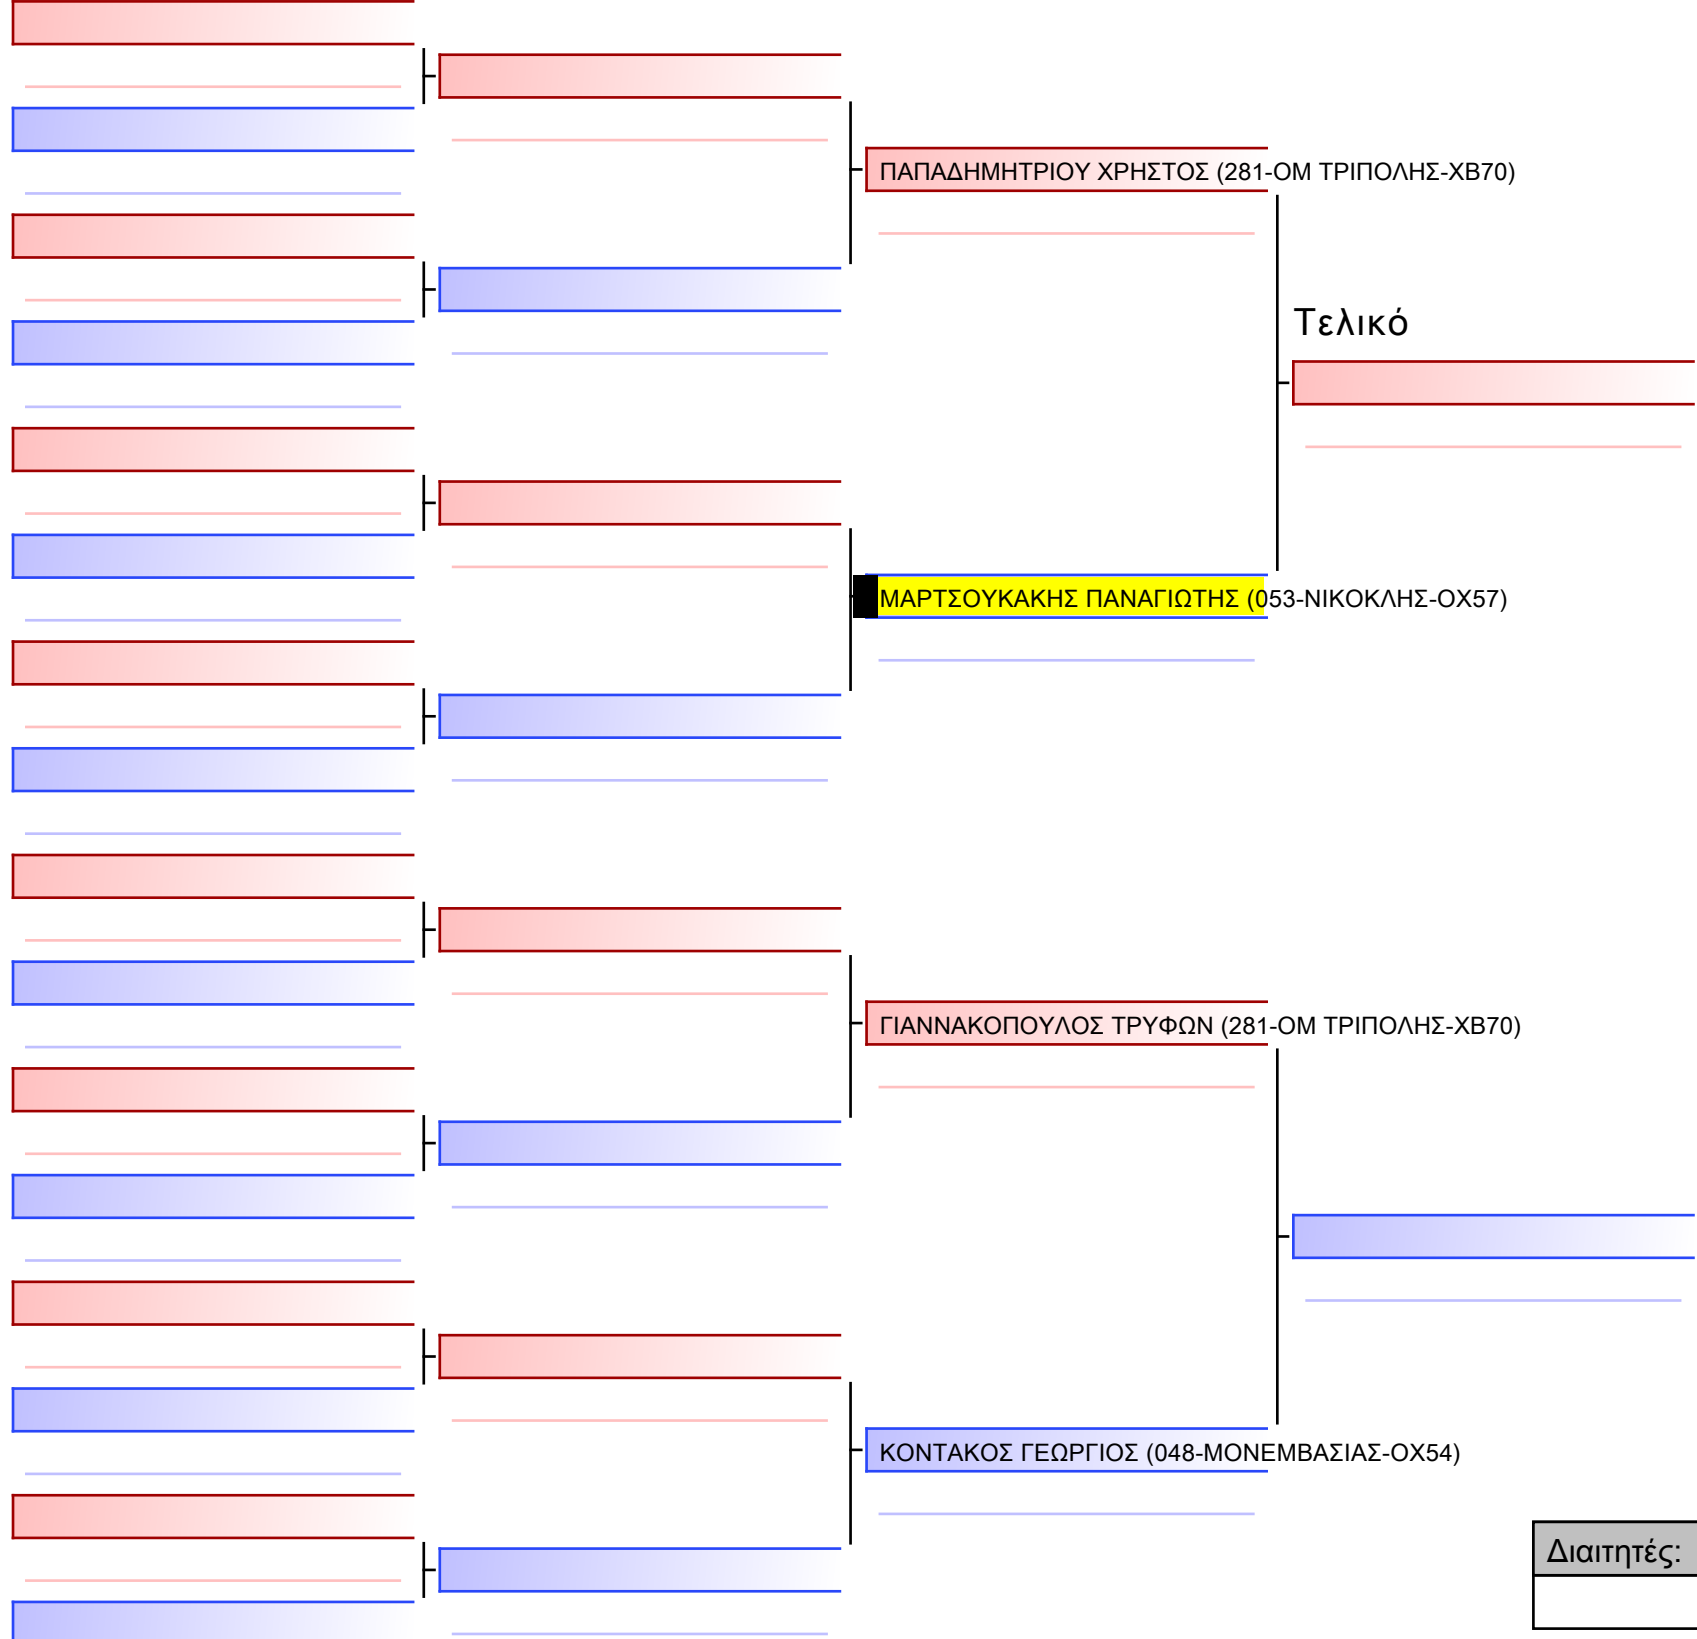 ΠΑΠΑΔΗΜΗΤΡΙΟΥ ΧΡΗΣΤΟΣ (281-ΟΜ ΤΡΙΠΟΛΗΣ-ΧΒ70)
Τελικό
ΜΑΡΤΣΟΥΚΑΚΗΣ ΠΑΝΑΓΙΩΤΗΣ (053-ΝΙΚΟΚΛΗΣ-ΟΧ57)
ΓΙΑΝΝΑΚΟΠΟΥΛΟΣ ΤΡΥΦΩΝ (281-ΟΜ ΤΡΙΠΟΛΗΣ-ΧΒ70)
ΚΟΝΤΑΚΟΣ ΓΕΩΡΓΙΟΣ (048-ΜΟΝΕΜΒΑΣΙΑΣ-ΟΧ54)
Διαιτητές: